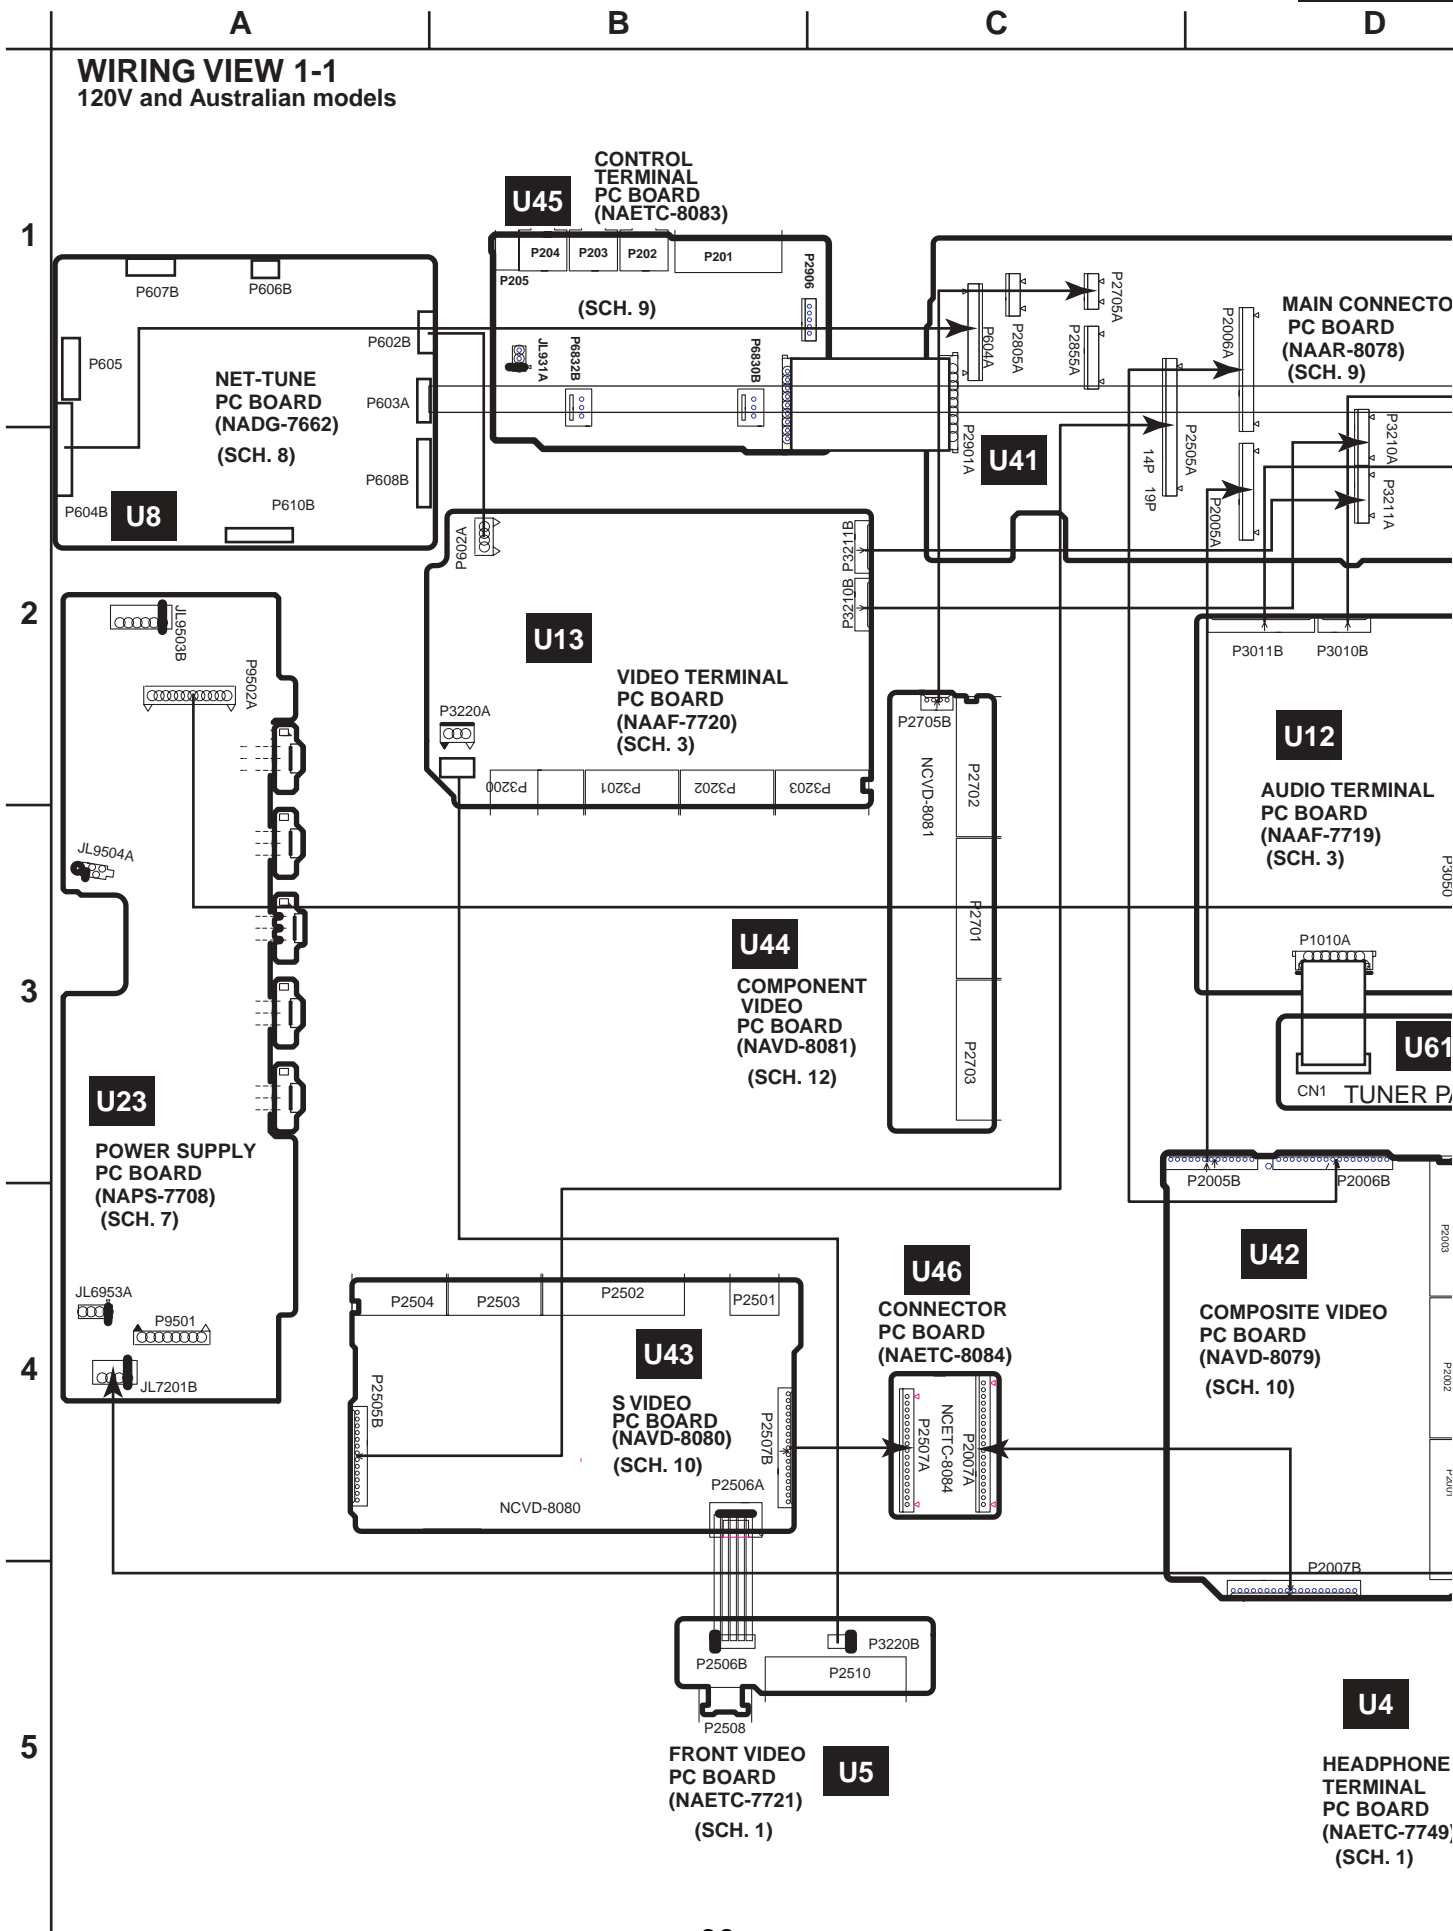 A
B
C
D
WIRING VIEW 1-1
120V and Australian models
1
2
3
4
5
U45
CONTROL
TERMINAL
PC BOARD
(NAETC-8083)
P204
P203
P202
P201
P205
P2906
(SCH. 9)
JL931A
P6832B
P6830B
P607B
P606B
P605
P602B
P603A
P608B
P604B
P610B
NET-TUNE
PC BOARD
(NADG-7662)
(SCH. 8)
U8
P604A
P2805A
P2705A
P2855A
P2006A
MAIN CONNECTO
PC BOARD
(NAAR-8078)
(SCH. 9)
P2901A
U41
14P
19P
P2505A
P2005A
P3210A
P3211A
P602A
P3211B
P3210B
U13
VIDEO TERMINAL
PC BOARD
(NAAF-7720)
(SCH. 3)
P3220A
P3200
P3201
P3202
P3203
JL9503B
P9502A
JL9504A
U23
POWER SUPPLY
PC BOARD
(NAPS-7708)
(SCH. 7)
JL6953A
P9501
JL7201B
P2705B
NCVD-8081
P2702
P2701
P2703
U44
COMPONENT
VIDEO
PC BOARD
(NAVD-8081)
(SCH. 12)
P3011B
P3010B
U12
AUDIO TERMINAL
PC BOARD
(NAAF-7719)
(SCH. 3)
P3050
P1010A
U61
CN1
TUNER PA
P2005B
P2006B
U42
COMPOSITE VIDEO
PC BOARD
(NAVD-8079)
(SCH. 10)
P2003
P2002
P2001
P2007B
U46
CONNECTOR
PC BOARD
(NAETC-8084)
P2507A
NCETC-8084
P2007A
P2504
P2503
P2502
P2501
U43
P2505B
S VIDEO
PC BOARD
(NAVD-8080)
(SCH. 10)
P2507B
P2506A
NCVD-8080
P2506B
P3220B
P2510
P2508
FRONT VIDEO
PC BOARD
(NAETC-7721)
(SCH. 1)
U5
U4
HEADPHONE
TERMINAL
PC BOARD
(NAETC-7749)
(SCH. 1)